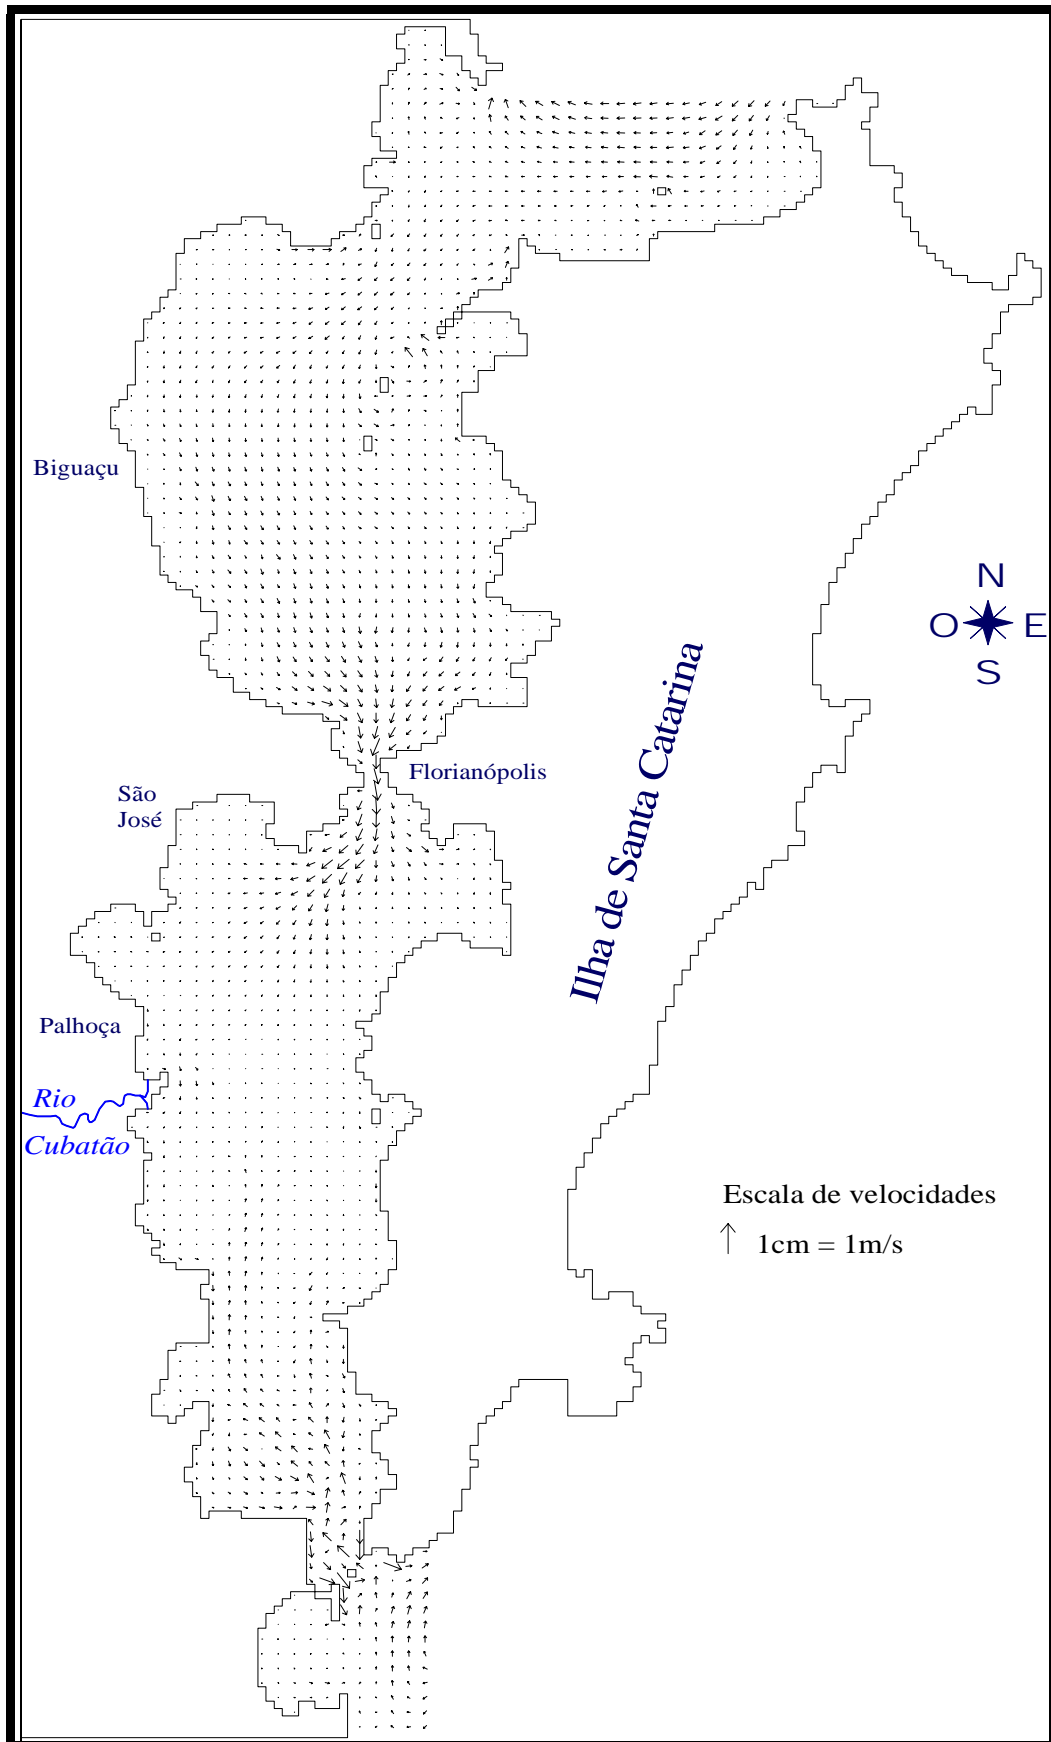 Biguaçu
N
O E
S
Florianópolis
São
José
Ilha de Santa Catarina
Palhoça
Rio
Cubatão
Escala de velocidades
1cm = 1m/s